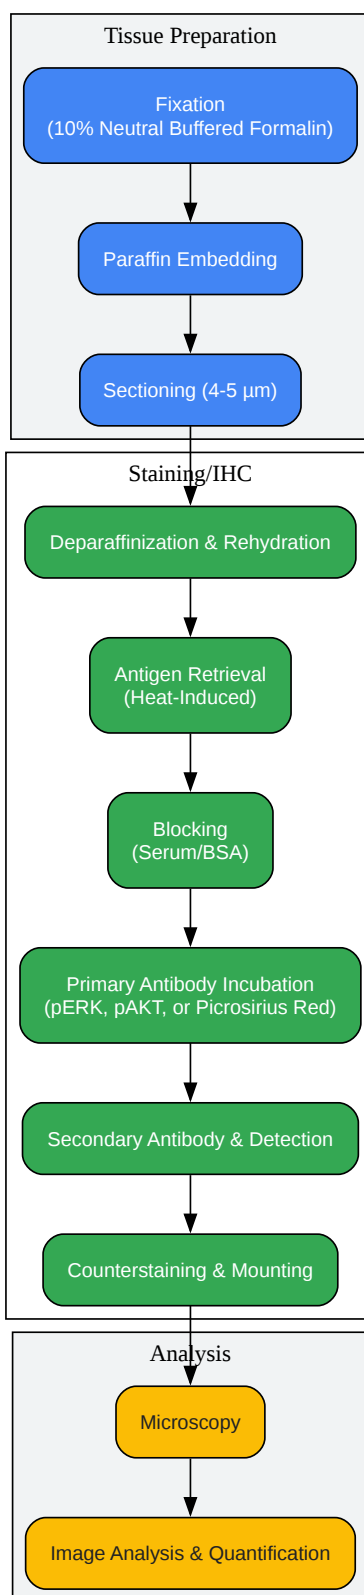 Tissue Preparation
Fixation
(10% Neutral Buffered Formalin)
Paraffin Embedding
Sectioning (4-5 µm)
Staining/IHC
Deparaffinization & Rehydration
Antigen Retrieval
(Heat-Induced)
Blocking
(Serum/BSA)
Primary Antibody Incubation
(pERK, pAKT, or Picrosirius Red)
Secondary Antibody & Detection
Counterstaining & Mounting
Analysis
Microscopy
Image Analysis & Quantification